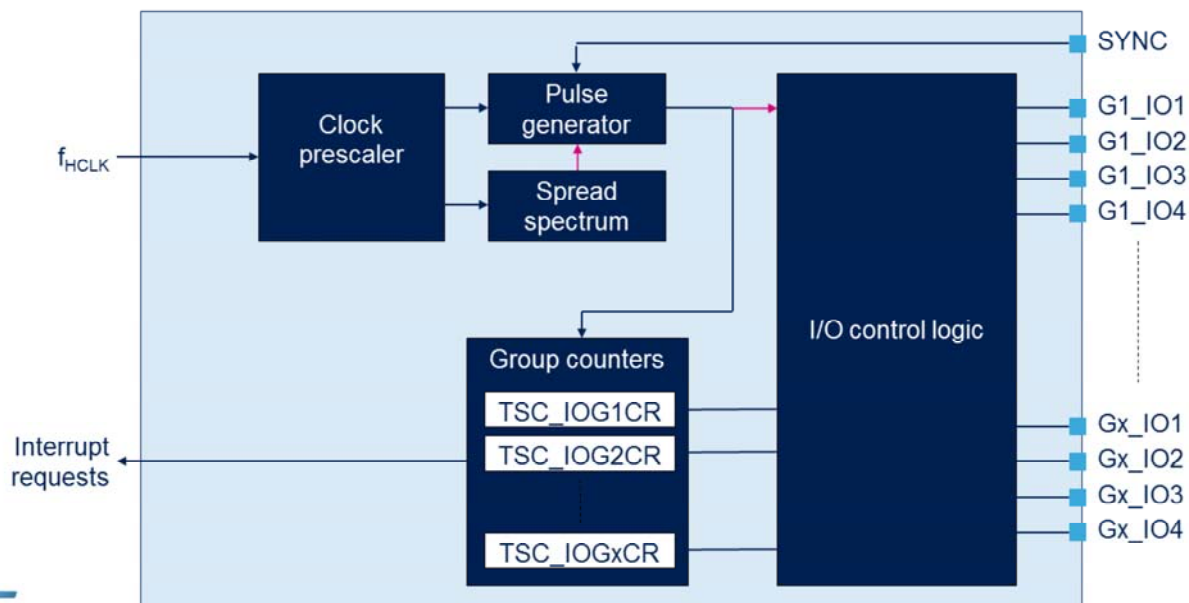 SYNC
Clock
prescaler
Pulse
generator
Spread
spectrum
fHCLK
G1_IO1
G1_IO2
G1_IO3
G1_IO4
I/O control logic
Group counters
TSC_IOG1CR
TSC_IOG2CR
TSC_IOGxCR
Interrupt
requests
Gx_IO1
Gx_IO2
Gx_IO3
Gx_IO4